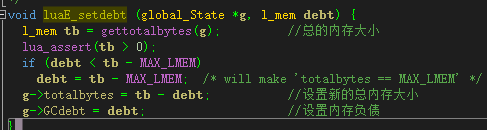 void luaE_setdebt (global_State *g, l_mem debt) {
l_mem tb = gettotalbytes(g); //总的内存大小
lua_assert(tb > 0);
if (debt < tb - MAX_LMEM)
debt = tb - MAX_LMEM; /* will make 'totalbytes == MAX_LMEM' */
g->totalbytes = tb - debt; //设置新的总内存大小
g->GCdebt = debt; //设置内存负债
}